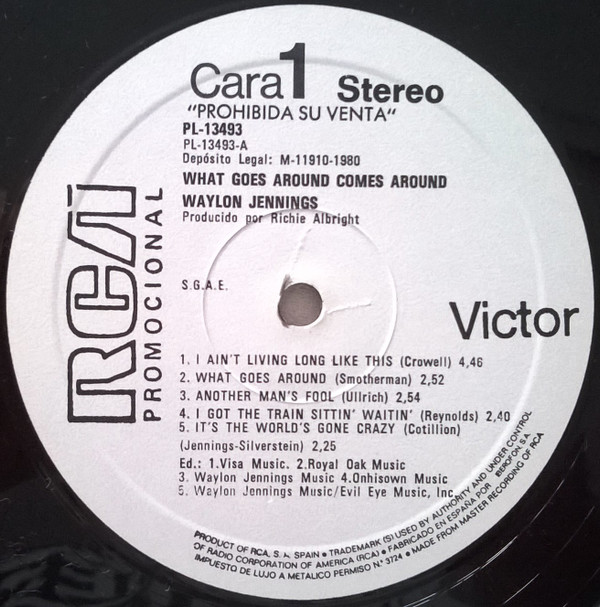 Cara 1 Stereo
"PROHIBIDA SU VENTA"
PL-13493
PL-13493-A
Depósito Legal: M-11910-1980
WHAT GOES AROUND COMES AROUND
WAYLON JENNINGS
Producido por Richie Albright
RCA
PROMOCIONAL
S.G.A.E.
Victor
1. I AIN'T LIVING LONG LIKE THIS (Crowell) 4,46
2. WHAT GOES AROUND (Smotherman) 2,52
3. ANOTHER MAN'S FOOL (Ullrich) 2,54
4. I GOT THE TRAIN SITTIN' WAITIN' (Reynolds) 2,40
5. IT'S THE WORLD'S GONE CRAZY (Cotillion)
(Jennings-Silverstein) 2,25
Ed.: 1.Visa Music. 2.Royal Oak Music
3. Waylon Jennings Music 4.Onhisown Music
5. Waylon Jennings Music/Evil Eye Music, Inc.
PRODUCT OF RCA, S. A. SPAIN • TRADEMARK (S) USED BY AUTHORITY AND UNDER CONTROL
OF RADIO CORPORATION OF AMERICA (RCA) • FABRICADO EN ESPAÑA POR IBEROFON, S.A.
IMPUESTO DE LUJO A METALICO PERMISO N.° 3724 • MADE FROM MASTER RECORDING OF RCA